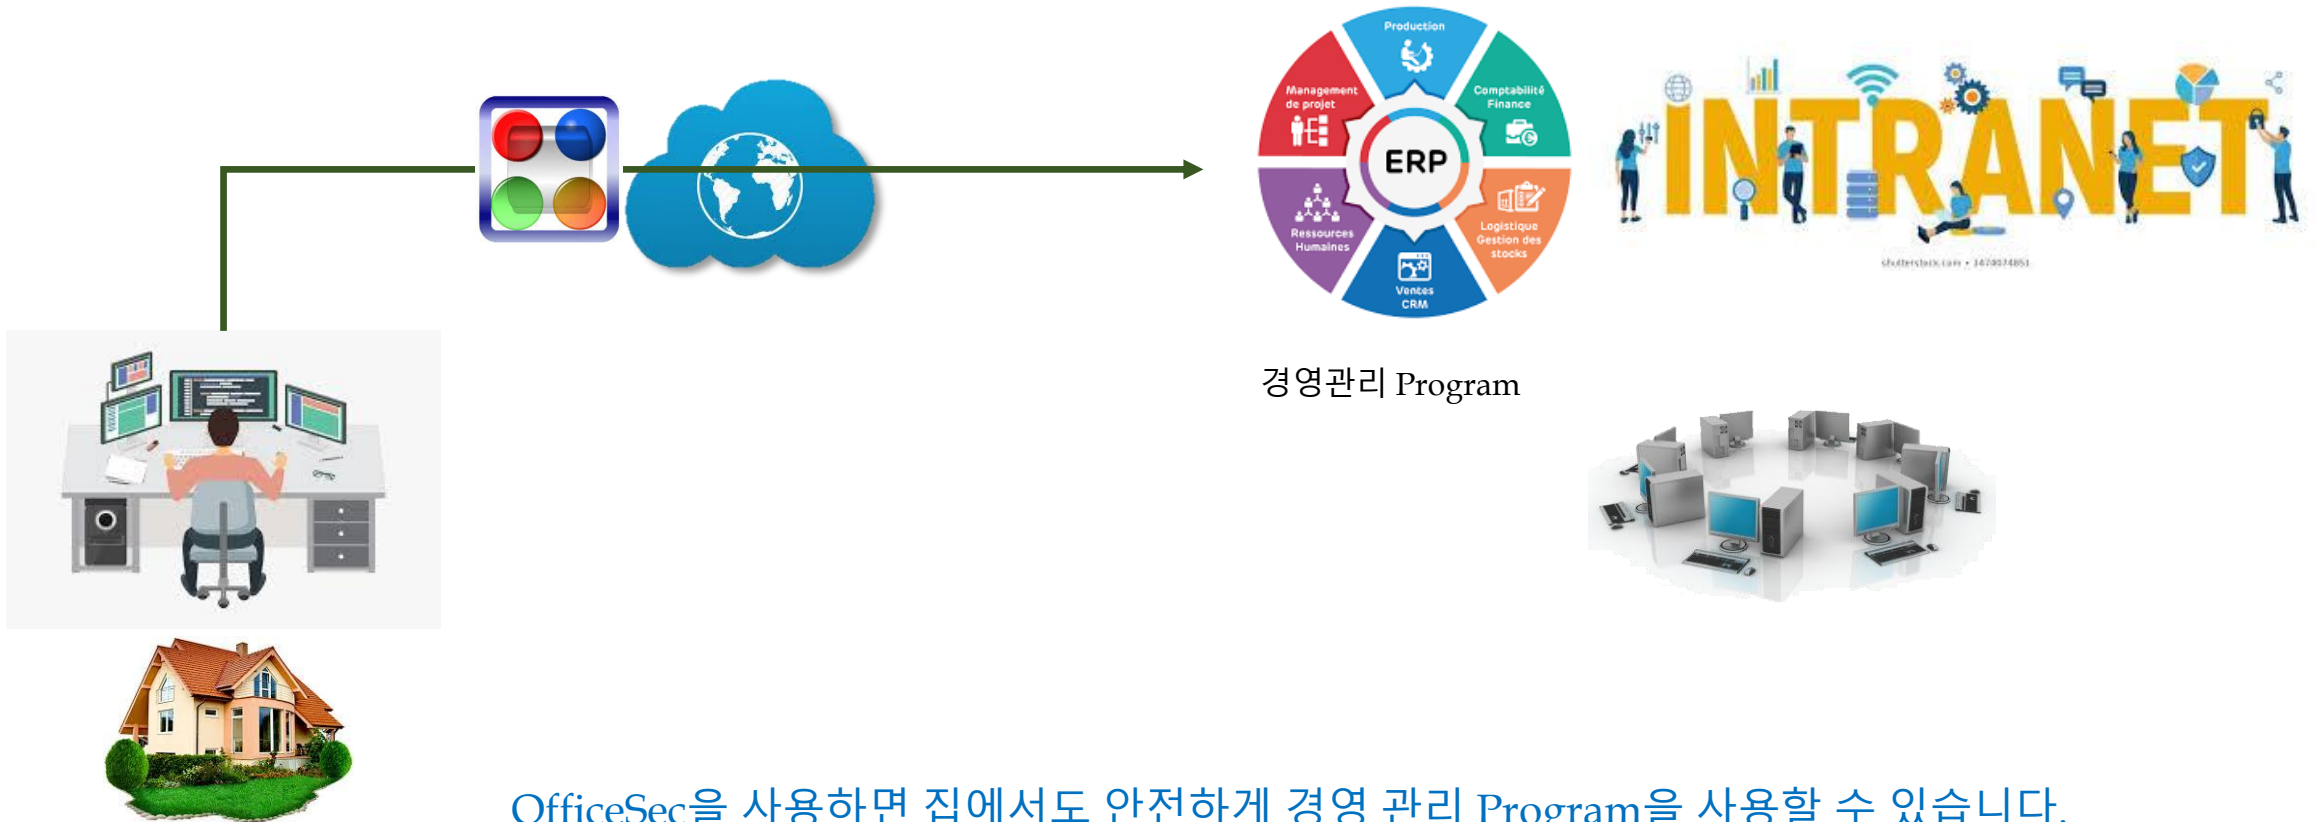 Production
Management
de projet
Comptabilité
Finance
ERP
Ressources
Humaines
Logistique
Gestion des
stocks
Ventes
CRM
INTRANET
shutterstock.com • 1474074851
경영관리 Program
OfficeSec을 사용하면 집에서도 안전하게 경영 관리 Program을 사용할 수 있습니다.